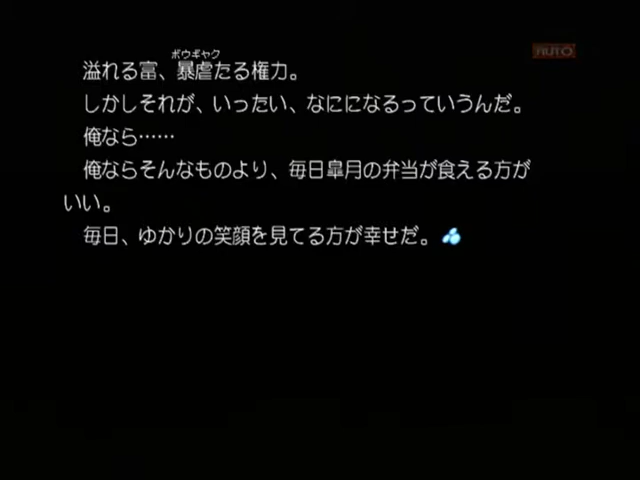 AUTO
ボウギャク
溢れる富、暴虐たる権力。
しかしそれが、いったい、なにになるっていうんだ。
俺なら……
俺ならそんなものより、毎日皐月の弁当が食える方が
いい。
毎日、ゆかりの笑顔を見てる方が幸せだ。